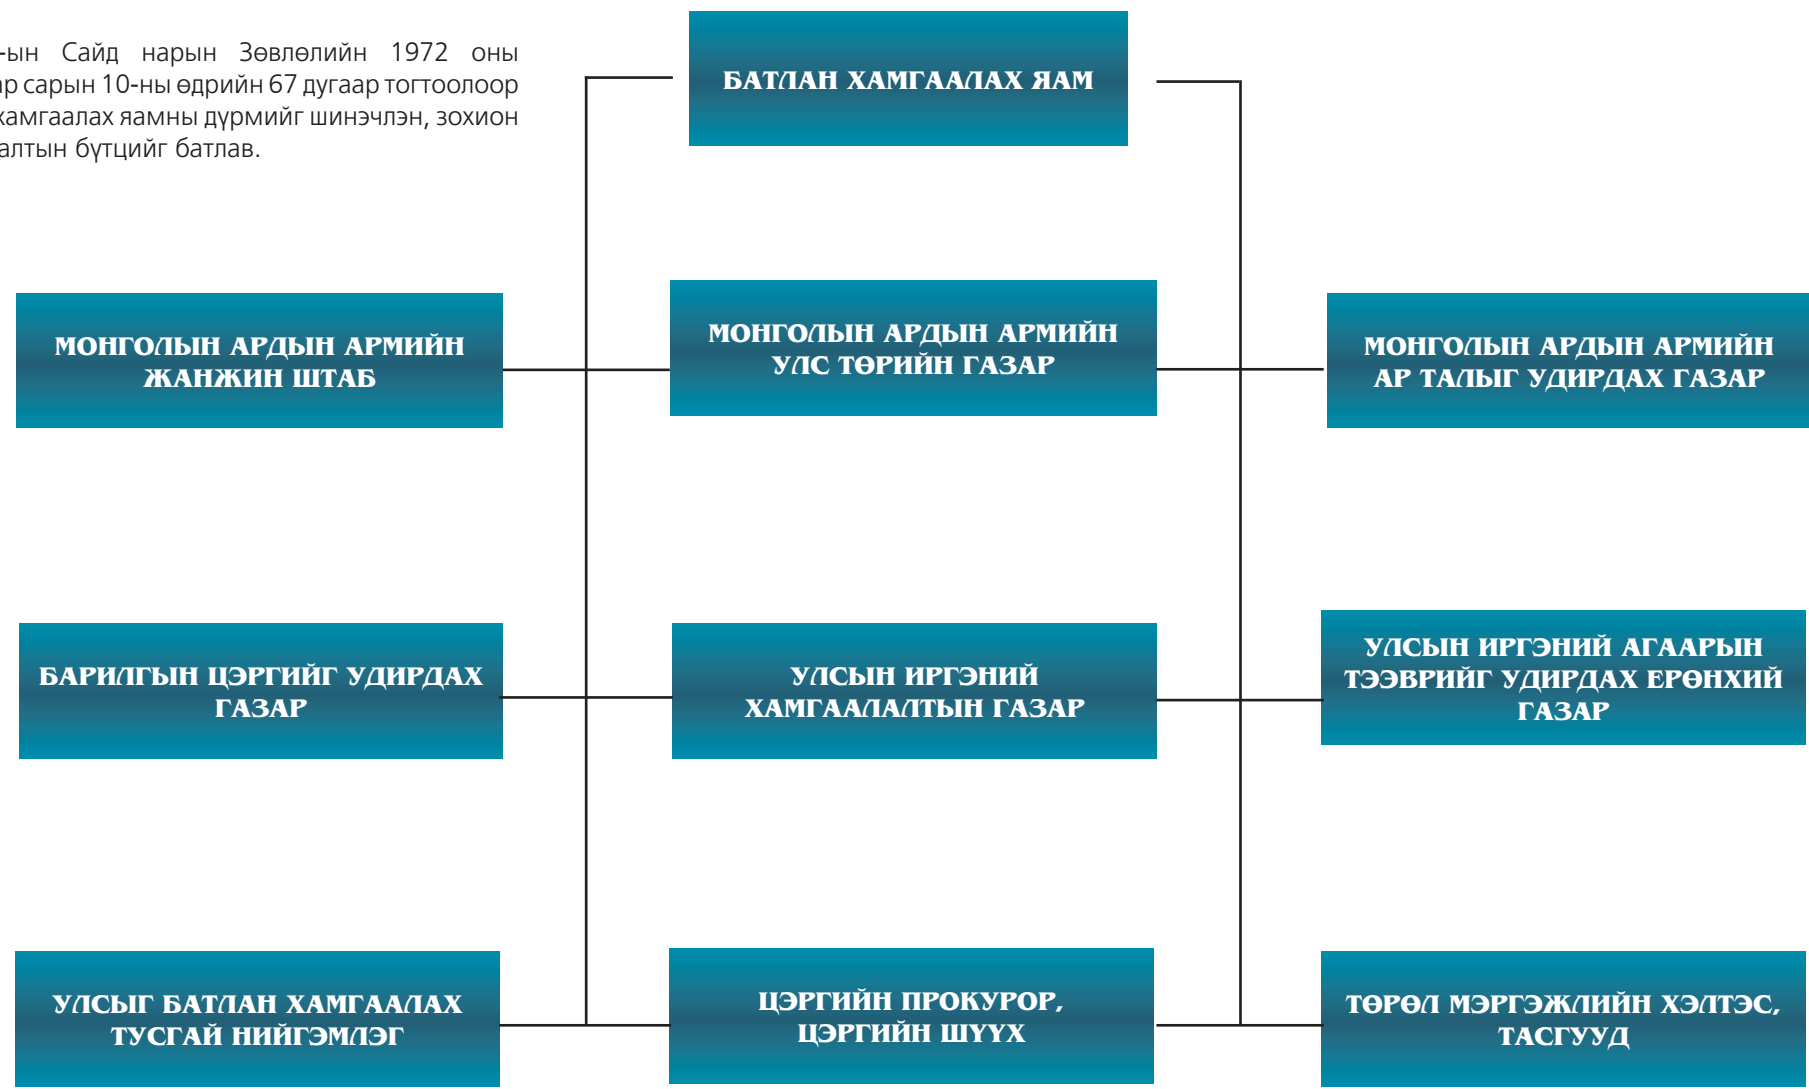 -ын Сайд нарын Зөвлөлийн 1972 оны
сарын 10-ны өдрийн 67 дугаар тогтоолоор
хамгаалах яамны дүрмийг шинэчлэн, зохион
бүтцийг батлав.
БАТЛАН ХАМГААЛАХ ЯАМ
МОНГОЛЫН АРДЫН АРМИЙН
ЖАНЖИН ШТАБ
МОНГОЛЫН АРДЫН АРМИЙН
УЛС ТӨРИЙН ГАЗАР
МОНГОЛЫН АРДЫН АРМИЙН
АР ТАЛЫГ УДИРДАХ ГАЗАР
БАРИЛГЫН ЦЭРГИЙГ УДИРДАХ
ГАЗАР
УЛСЫН ИРГЭНИЙ
ХАМГААЛАЛТЫН ГАЗАР
УЛСЫН ИРГЭНИЙ АГААРЫН
ТЭЭВРИЙГ УДИРДАХ ЕРӨНХИЙ
ГАЗАР
УЛСЫГ БАТЛАН ХАМГААЛАХ
ТУСГАЙ НИЙГЭМЛЭГ
ЦЭРГИЙН ПРОКУРОР,
ЦЭРГИЙН ШҮҮХ
ТӨРӨЛ МЭРГЭЖЛИЙН ХЭЛТЭС,
ТАСГУУД